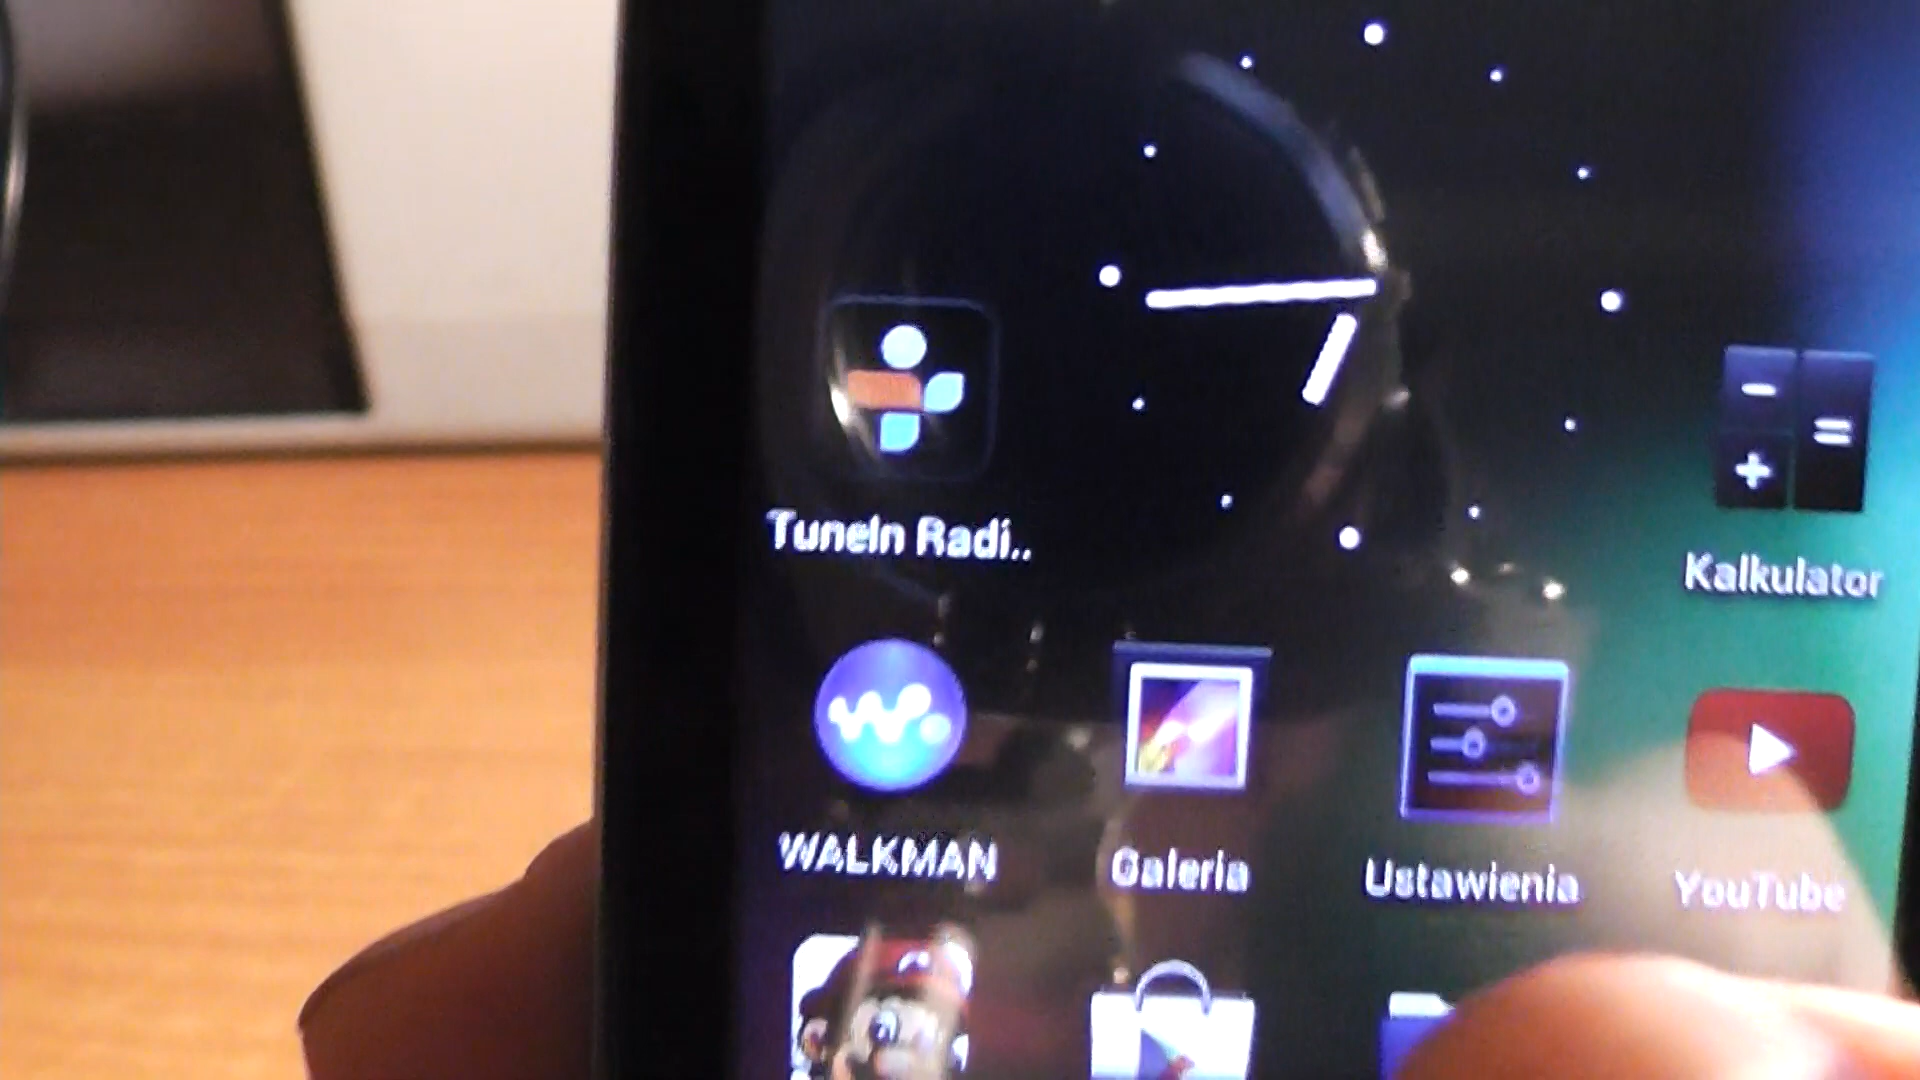 TuneIn Radi..
Kalkulator
WALKMAN
Galeria
Ustawienia
YouTube